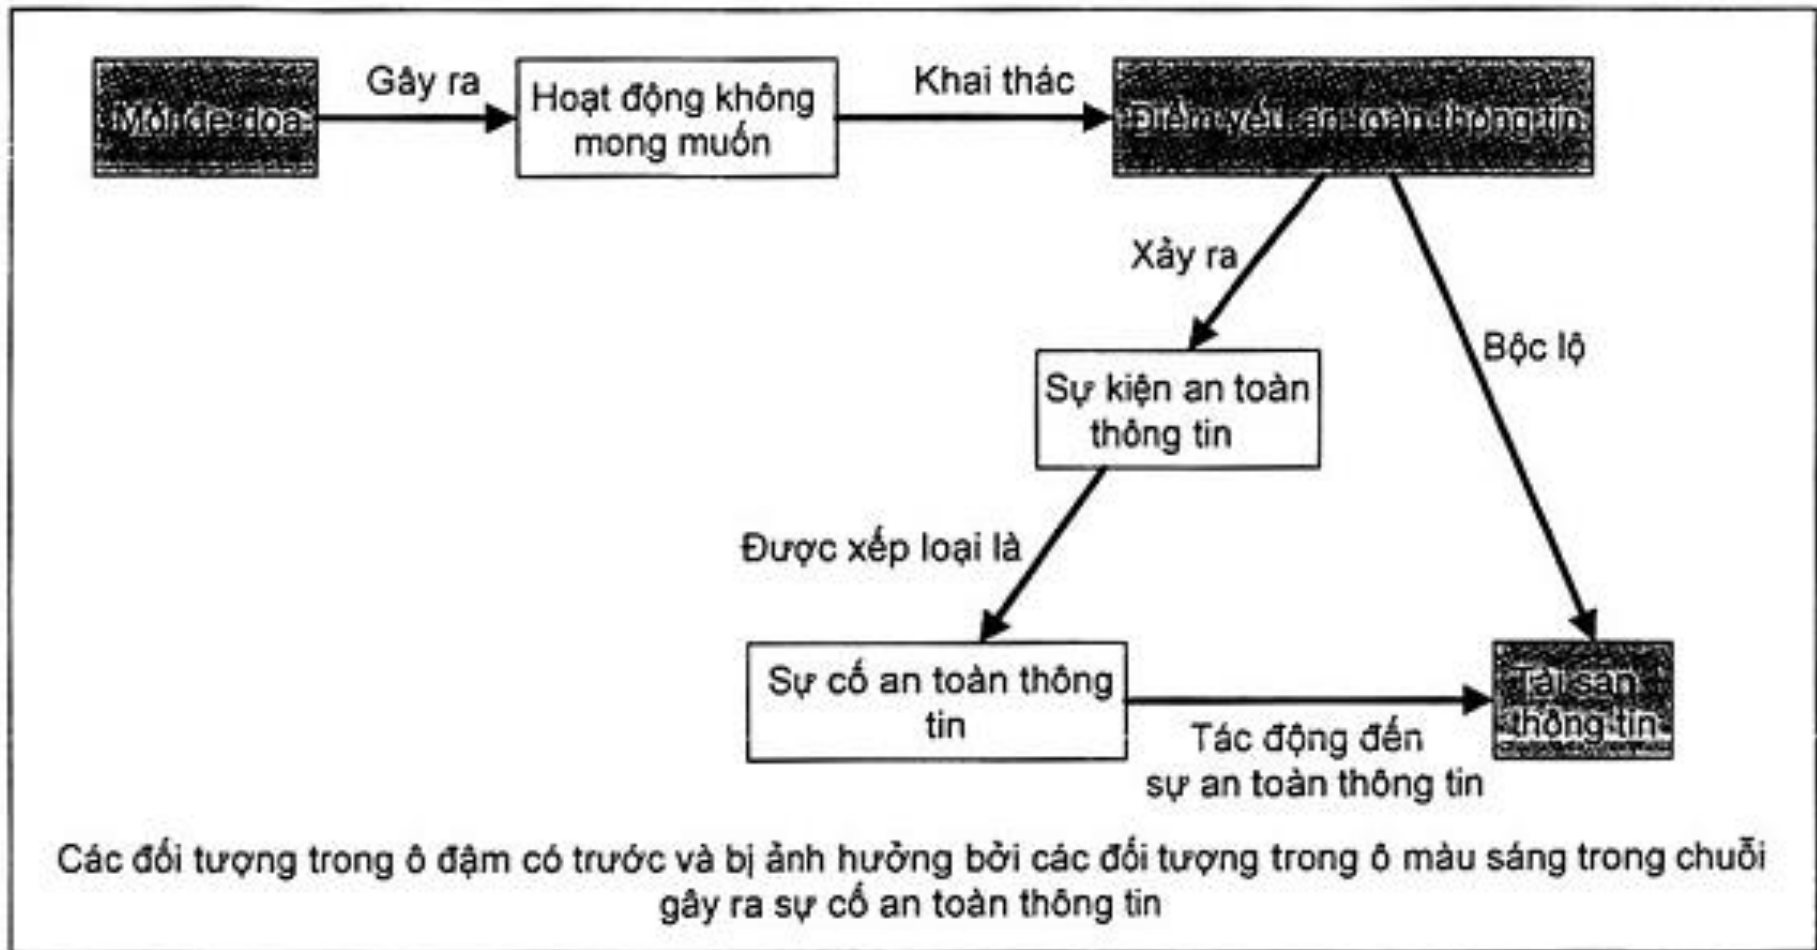 Gây ra
Khai thác
Mối đe dọa
Hoạt động không
mong muốn
Điểm yếu an toàn thông tin
Xảy ra
Bộc lộ
Sự kiện an toàn
thông tin
Được xếp loại là
Sự cố an toàn thông
tin
Tài sản
thông tin
Tác động đến
sự an toàn thông tin
Các đối tượng trong ô đậm có trước và bị ảnh hưởng bởi các đối tượng trong ô màu sáng trong chuỗi
gây ra sự cố an toàn thông tin